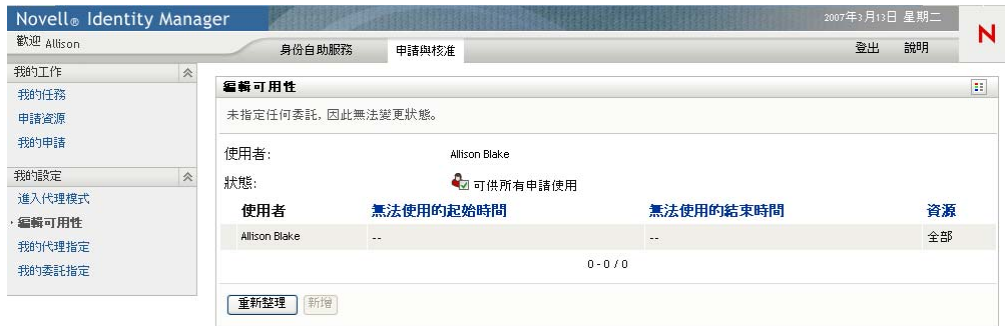 Novell® Identity Manager
2007年3月13日 星期二
歡迎 Allison
身份自助服務
申請與核准
登出
說明
N
我的工作
我的任務
申請資源
我的申請
我的設定
進入代理模式
編輯可用性
我的代理指定
我的委託指定
編輯可用性
未指定任何委託, 因此無法變更狀態。
使用者: Allison Blake
狀態: 可供所有申請使用
使用者 無法使用的起始時間 無法使用的結束時間 資源
Allison Blake -- -- 全部
0 - 0 / 0
重新整理 新增